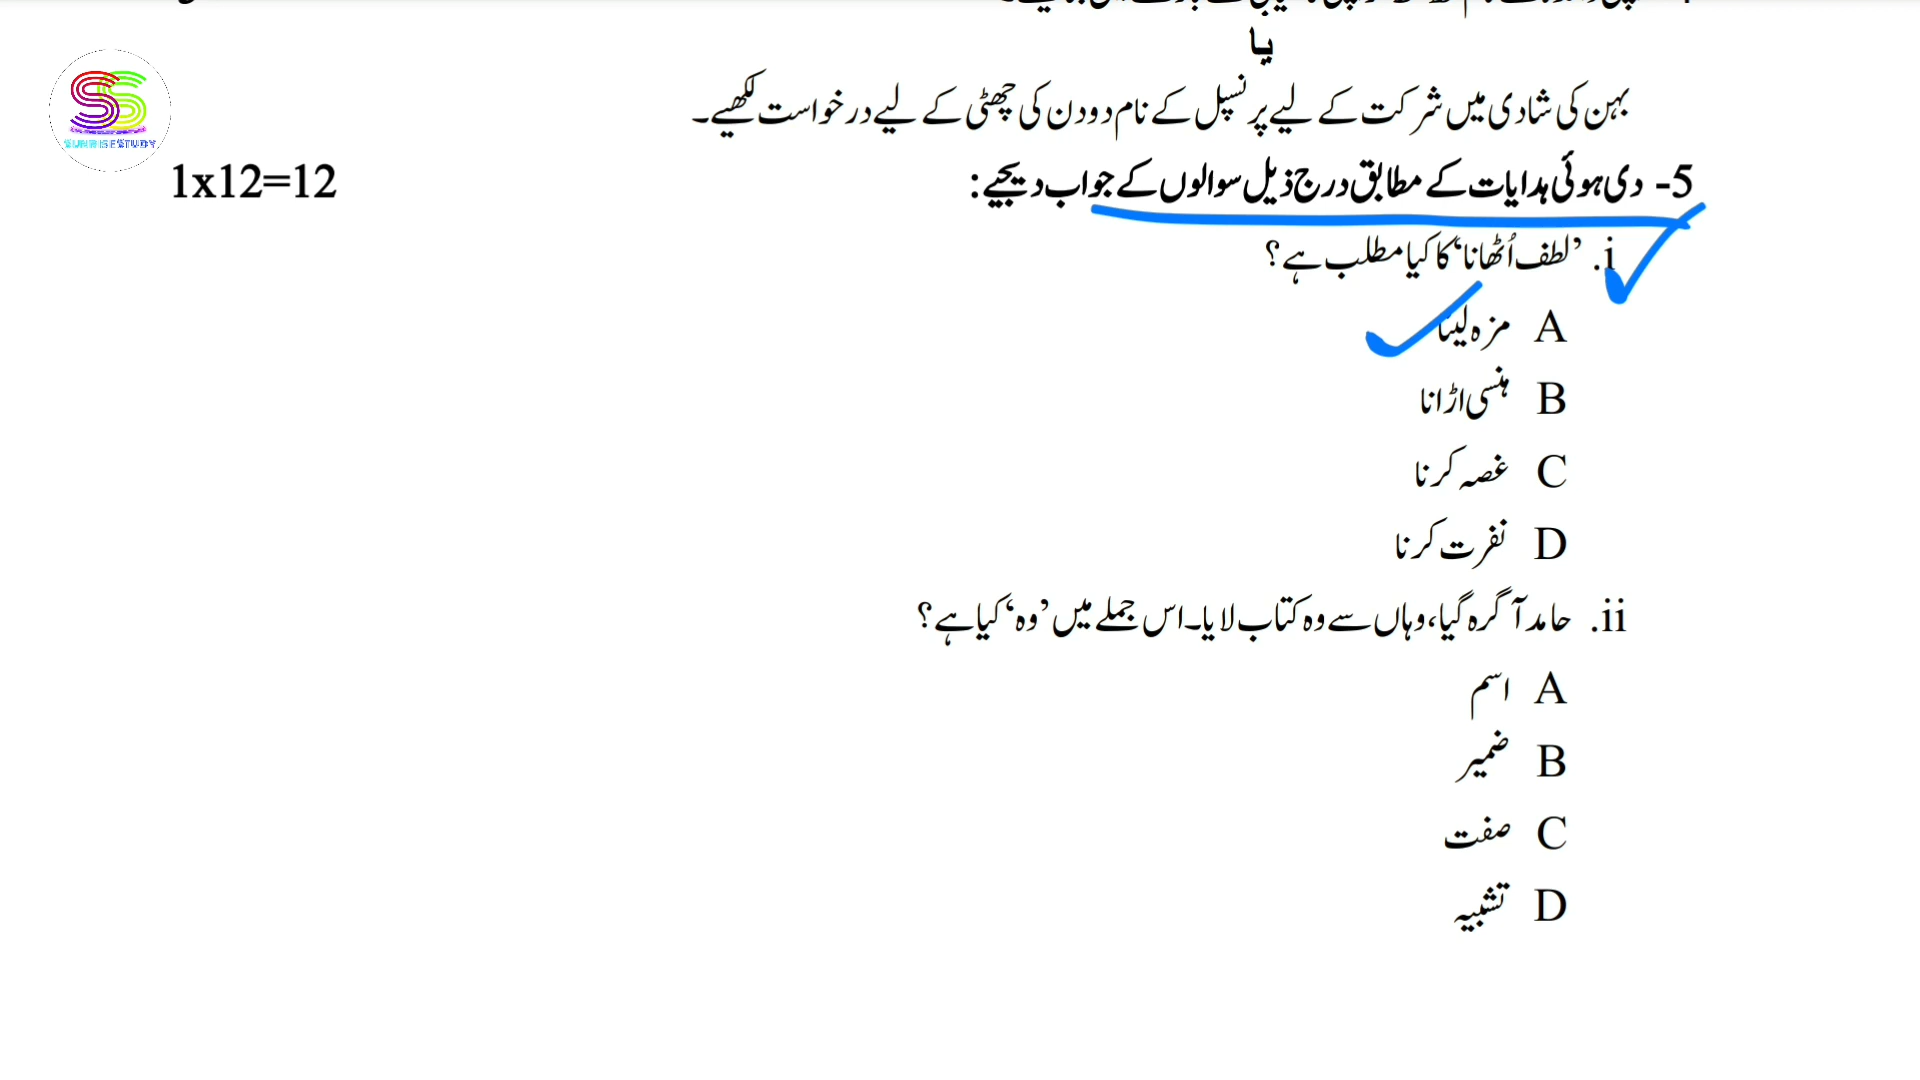 یا
بہن کی شادی میں شرکت کے لیے پرنسپل کے نام دو دن کی چھٹی کے لیے درخواست لکھیے۔
5- دی ہوئی ہدایات کے مطابق درج ذیل سوالوں کے جواب دیجیے: 1x12=12
i. ’لطف اُٹھانا‘ کا کیا مطلب ہے؟
A مزہ لینا
B ہنسی اڑانا
C غصہ کرنا
D نفرت کرنا
ii. حامد آگرہ گیا، وہاں سے وہ کتاب لایا۔ اس جملے میں ’وہ‘ کیا ہے؟
A اسم
B ضمیر
C صفت
D تشبیہ
SS
SUNRISE STUDY